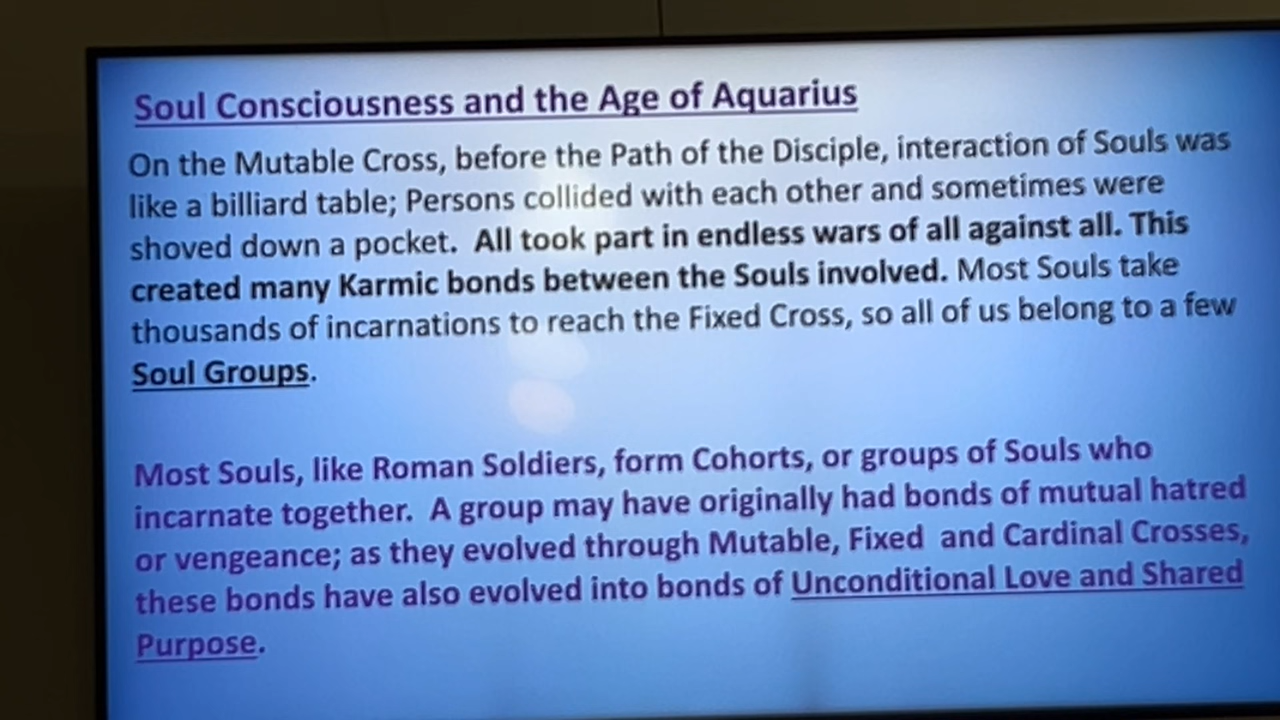 Soul Consciousness and the Age of Aquarius
On the Mutable Cross, before the Path of the Disciple, interaction of Souls was
like a billiard table; Persons collided with each other and sometimes were
shoved down a pocket.  All took part in endless wars of all against all. This
created many Karmic bonds between the Souls involved. Most Souls take
thousands of incarnations to reach the Fixed Cross, so all of us belong to a few
Soul Groups.
Most Souls, like Roman Soldiers, form Cohorts, or groups of Souls who
incarnate together.  A group may have originally had bonds of mutual hatred
or vengeance; as they evolved through Mutable, Fixed  and Cardinal Crosses,
these bonds have also evolved into bonds of Unconditional Love and Shared
Purpose.